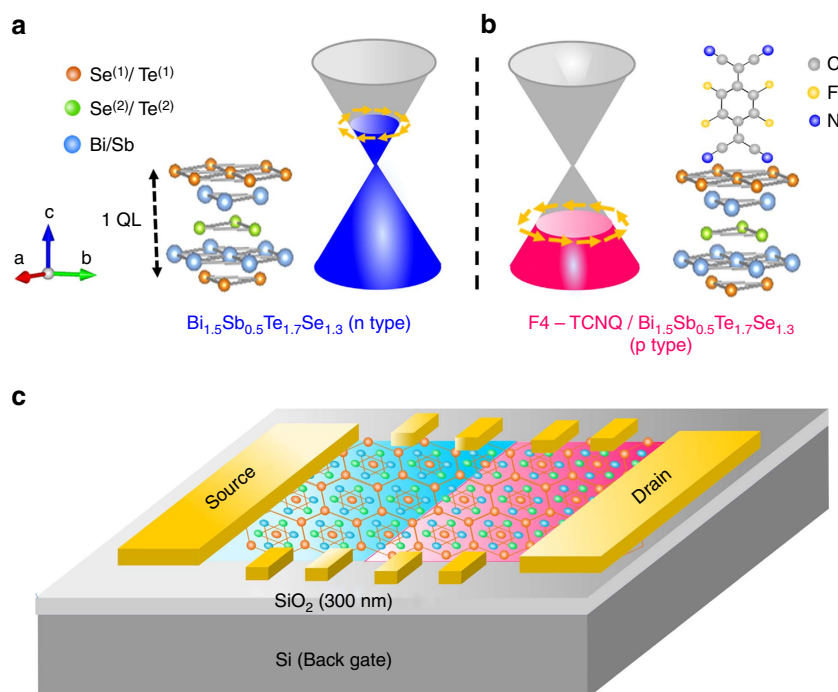 a
Se(1)/ Te(1)
Se(2)/ Te(2)
Bi/Sb
1 QL
c
a
b
Bi1.5Sb0.5Te1.7Se1.3 (n type)
b
C
F
N
F4 – TCNQ / Bi1.5Sb0.5Te1.7Se1.3
(p type)
c
Source
Drain
SiO2 (300 nm)
Si (Back gate)